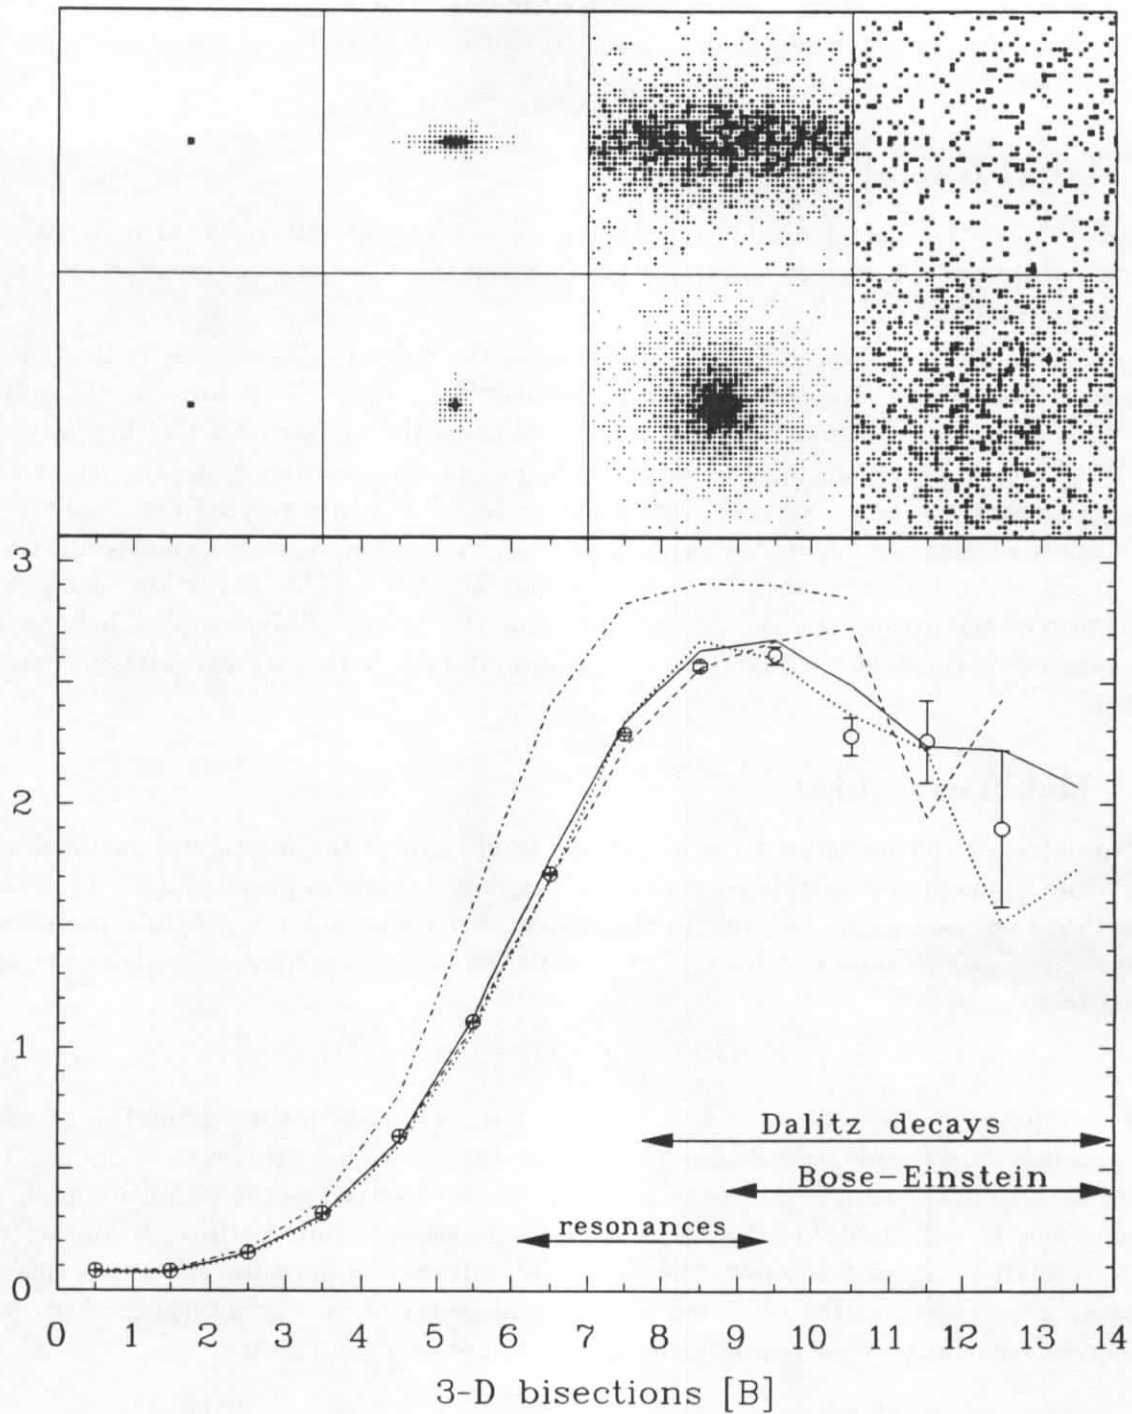 3
2
1
0
Dalitz decays
Bose-Einstein
resonances
0 1 2 3 4 5 6 7 8 9 10 11 12 13 14
3-D bisections [B]